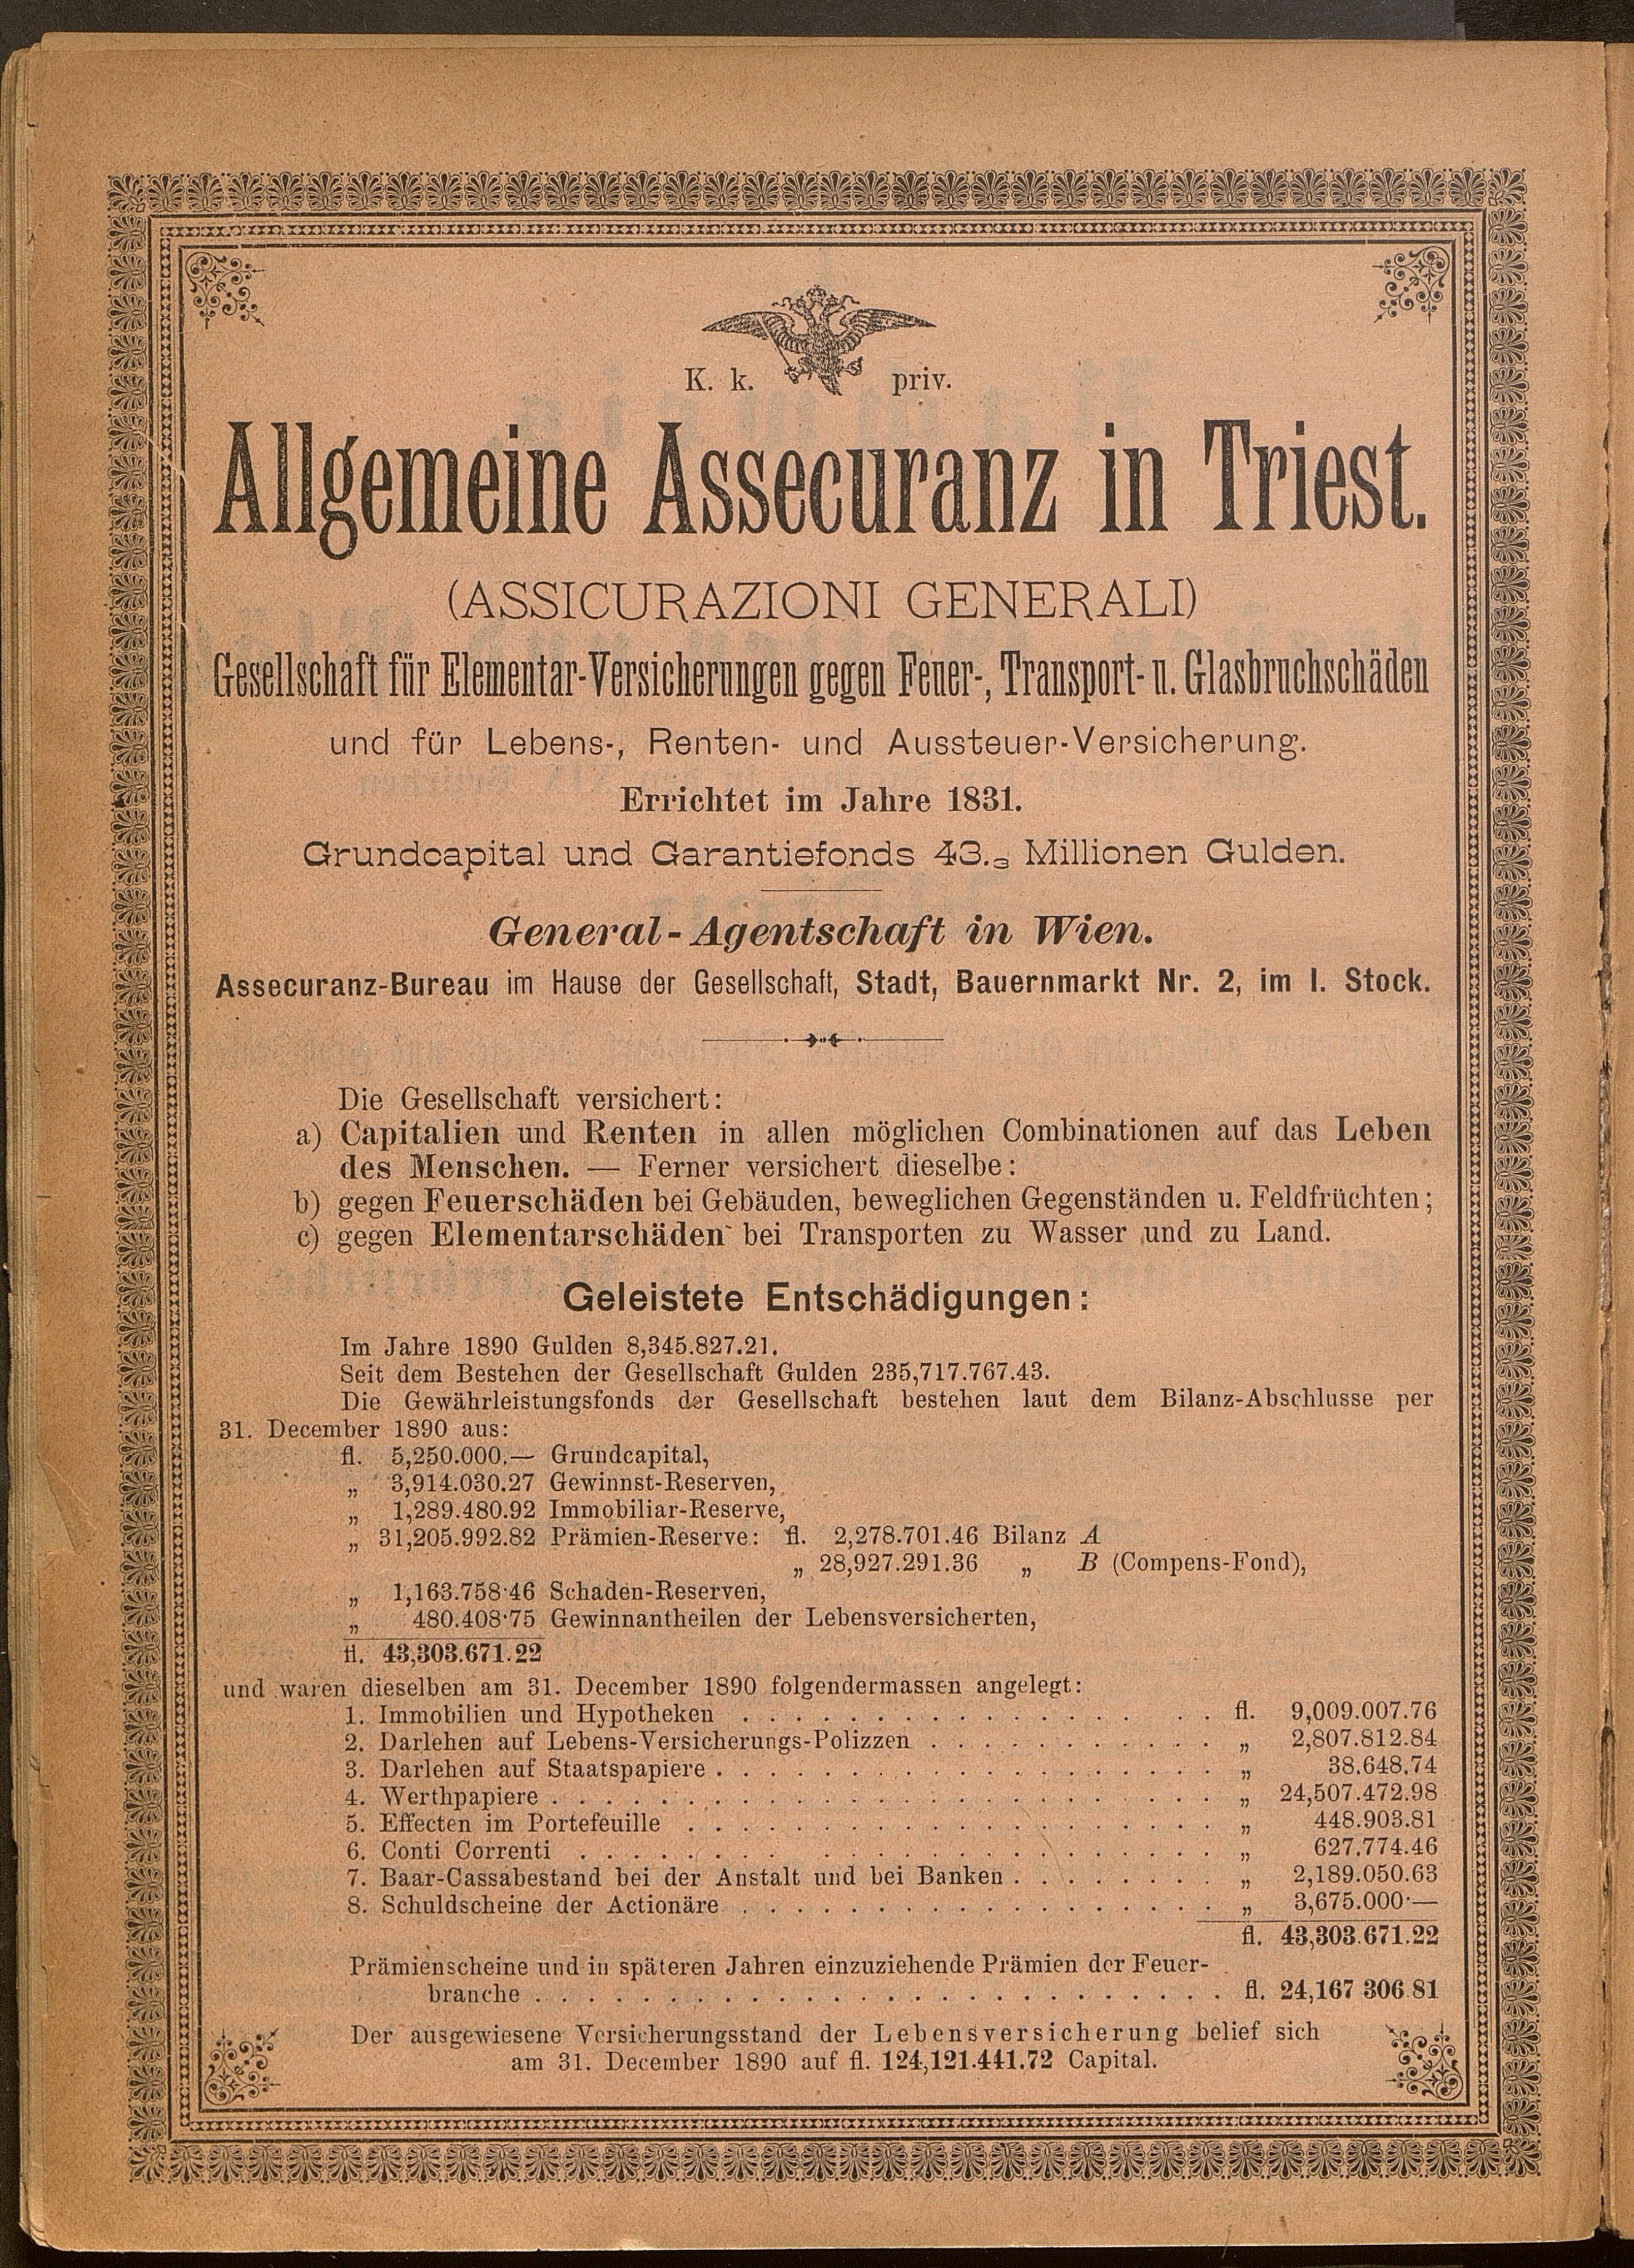 K. k. priv.
Allgemeine Assecuranz in Triest.
(ASSICURAZIONI GENERALI)
Gesellschaft für Elementar-Versicherungen gegen Feuer-, Transport- u. Glasbruchschäden
und für Lebens-, Renten- und Aussteuer-Versicherung.
Errichtet im Jahre 1831.
Grundcapital und Garantiefonds 43.3 Millionen Gulden.
General-Agentschaft in Wien.
Assecuranz-Bureau im Hause der Gesellschaft, Stadt, Bauernmarkt Nr. 2, im I. Stock.
Die Gesellschaft versichert:
a) Capitalien und Renten in allen möglichen Combinationen auf das Leben
des Menschen. — Ferner versichert dieselbe:
b) gegen Feuerschäden bei Gebäuden, beweglichen Gegenständen u. Feldfrüchten;
c) gegen Elementarschäden bei Transporten zu Wasser und zu Land.
Geleistete Entschädigungen:
Im Jahre 1890 Gulden 8,345.827.21.
Seit dem Bestehen der Gesellschaft Gulden 235,717.767.43.
Die Gewährleistungsfonds der Gesellschaft bestehen laut dem Bilanz-Abschlusse per
31. December 1890 aus:
fl. 5,250.000.— Grundcapital,
„ 3,914.030.27 Gewinnst-Reserven,
„ 1,289.480.92 Immobiliar-Reserve,
„ 31,205.992.82 Prämien-Reserve: fl. 2,278.701.46 Bilanz A
„ 28,927.291.36 „ B (Compens-Fond),
„ 1,163.758·46 Schaden-Reserven,
„ 480.408·75 Gewinnantheilen der Lebensversicherten,
fl. 43,303.671.22
und waren dieselben am 31. December 1890 folgendermassen angelegt:
1. Immobilien und Hypotheken . . . . . . . . . . . . . . . . . fl. 9,009.007.76
2. Darlehen auf Lebens-Versicherungs-Polizzen . . . . . . . . . . . „ 2,807.812.84
3. Darlehen auf Staatspapiere . . . . . . . . . . . . . . . . . . . „ 38.648.74
4. Werthpapiere . . . . . . . . . . . . . . . . . . . . . . . . . „ 24,507.472.98
5. Effecten im Portefeuille . . . . . . . . . . . . . . . . . . . . „ 448.903.81
6. Conti Correnti . . . . . . . . . . . . . . . . . . . . . . . . „ 627.774.46
7. Baar-Cassabestand bei der Anstalt und bei Banken . . . . . . . . „ 2,189.050.63
8. Schuldscheine der Actionäre . . . . . . . . . . . . . . . . . . „ 3,675.000·—
fl. 43,303.671.22
Prämienscheine und in späteren Jahren einzuziehende Prämien der Feuer-
branche . . . . . . . . . . . . . . . . . . . . . . . . . . fl. 24,167 306.81
Der ausgewiesene Versicherungsstand der Lebensversicherung belief sich
am 31. December 1890 auf fl. 124,121.441.72 Capital.